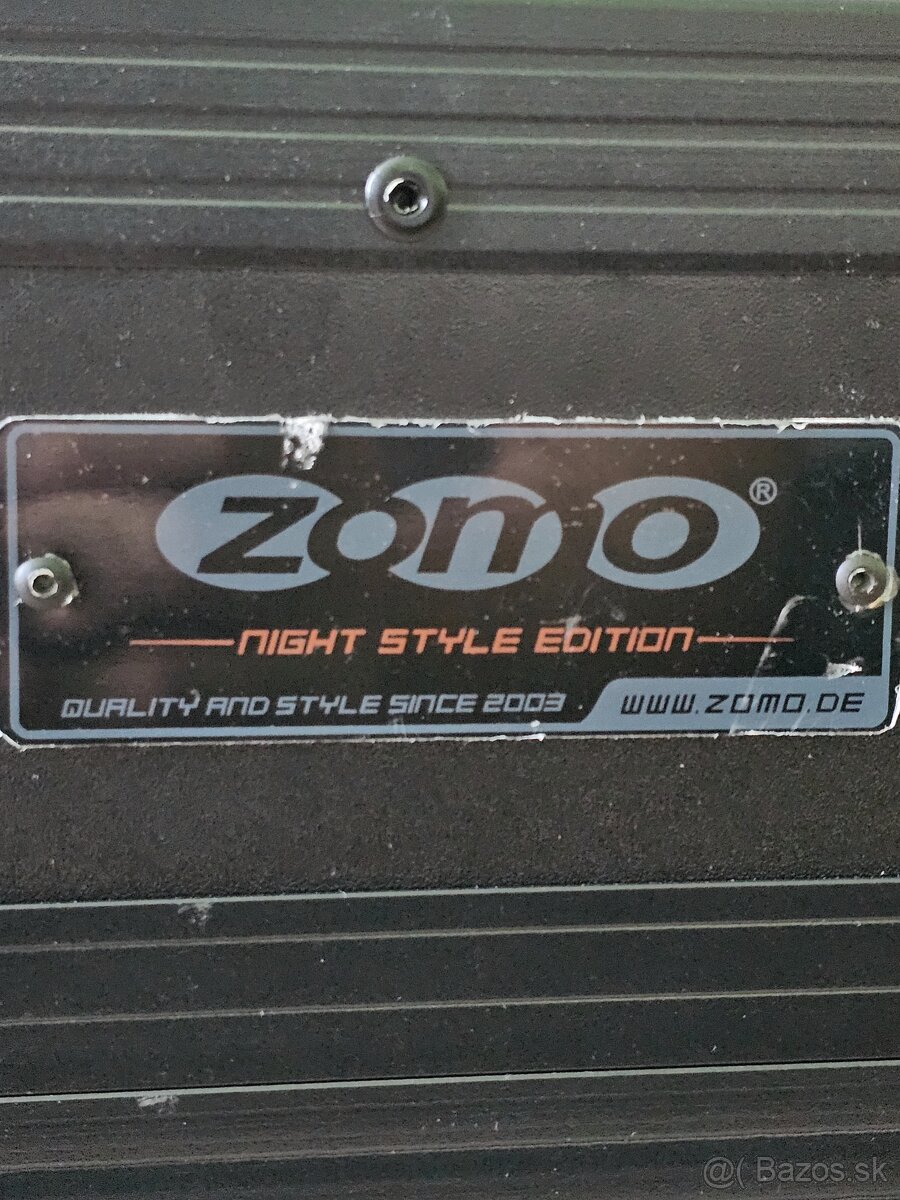 zomo®
NIGHT STYLE EDITION
QUALITY AND STYLE SINCE 2003
WWW.ZOMO.DE
@( Bazos.sk